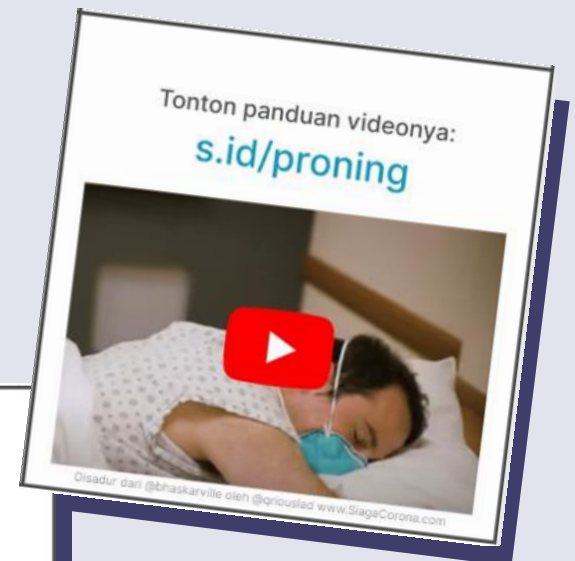 Tonton panduan videonya:
s.id/proning
Disadur dari @bhaskarville oleh @qriouslad www.SiagaCorona.com